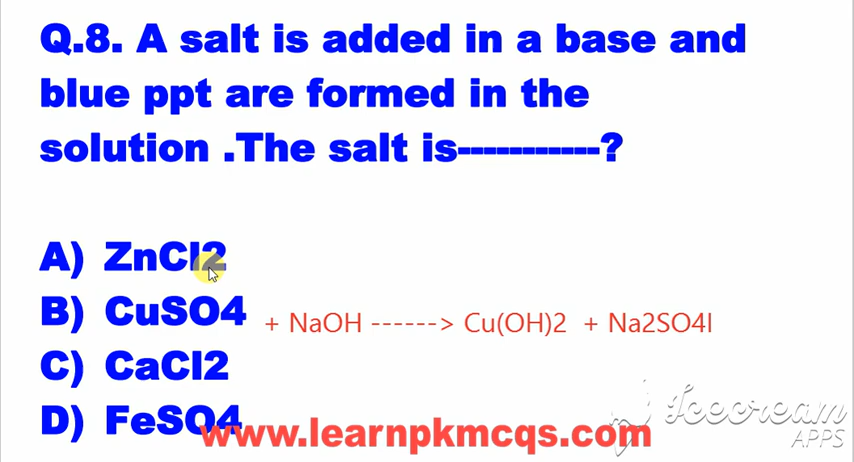 Q.8. A salt is added in a base and
blue ppt are formed in the
solution .The salt is-----------?
A) ZnCl2
B) CuSO4 + NaOH ------> Cu(OH)2 + Na2SO4l
C) CaCl2
D) FeSO4
www.learnpkmcqs.com
Icecream
APPS